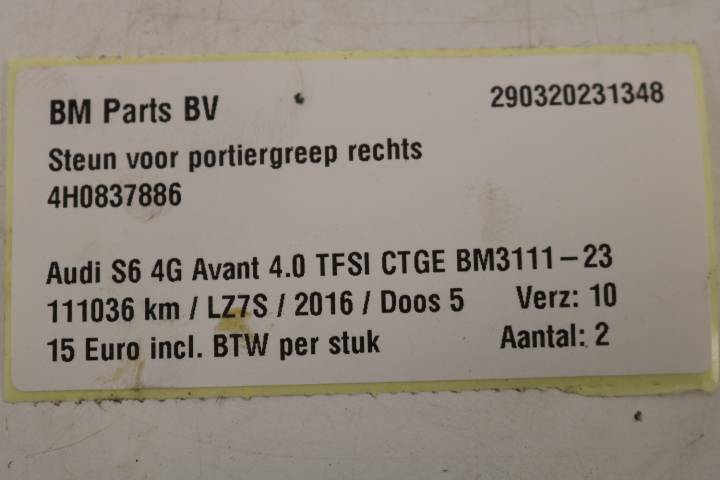 BM Parts BV 290320231348
Steun voor portiergreep rechts
4H0837886
Audi S6 4G Avant 4.0 TFSI CTGE BM3111-23
111036 km / LZ7S / 2016 / Doos 5 Verz: 10
15 Euro incl. BTW per stuk Aantal: 2